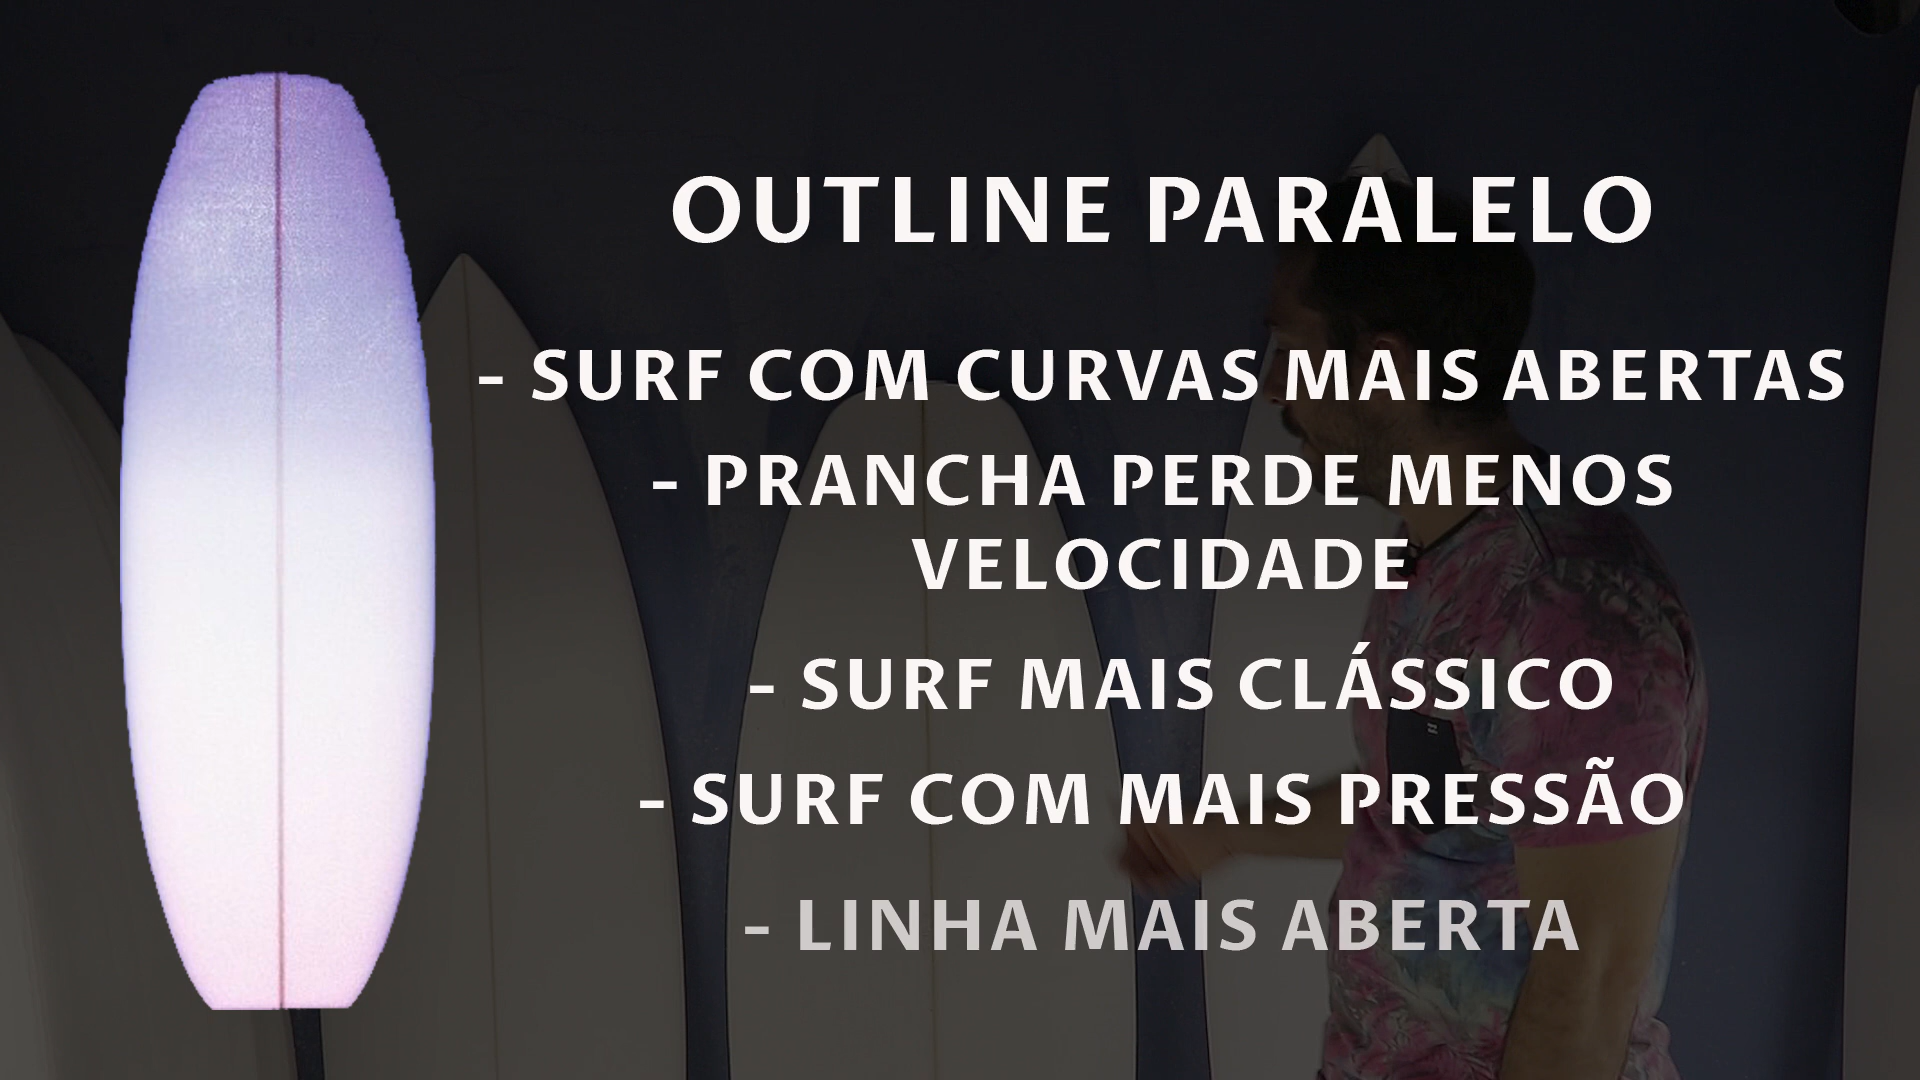 OUTLINE PARALELO
- SURF COM CURVAS MAIS ABERTAS
- PRANCHA PERDE MENOS
VELOCIDADE
- SURF MAIS CLÁSSICO
- SURF COM MAIS PRESSÃO
- LINHA MAIS ABERTA